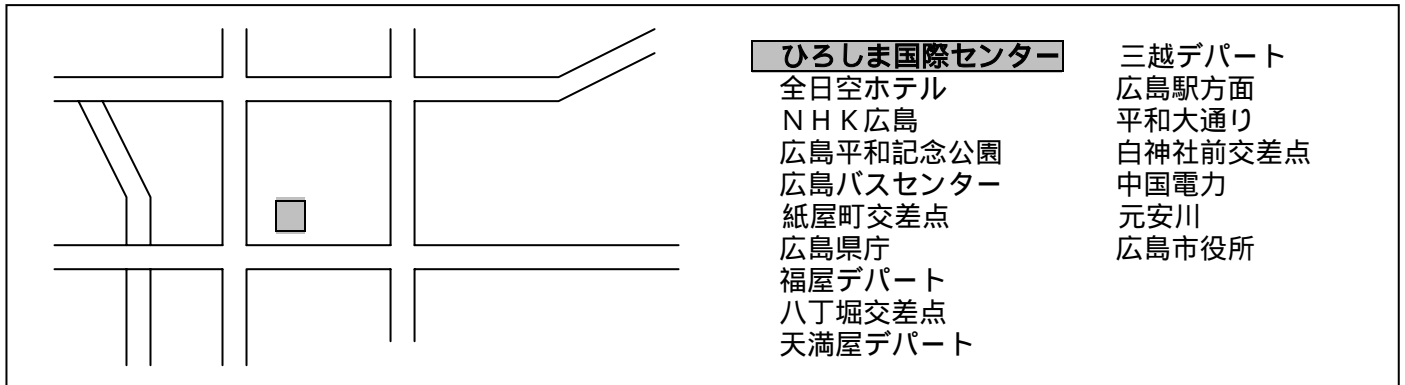 ひろしま国際センター
全日空ホテル
ＮＨＫ広島
広島平和記念公園
広島バスセンター
紙屋町交差点
広島県庁
福屋デパート
八丁堀交差点
天満屋デパート
三越デパート
広島駅方面
平和大通り
白神社前交差点
中国電力
元安川
広島市役所